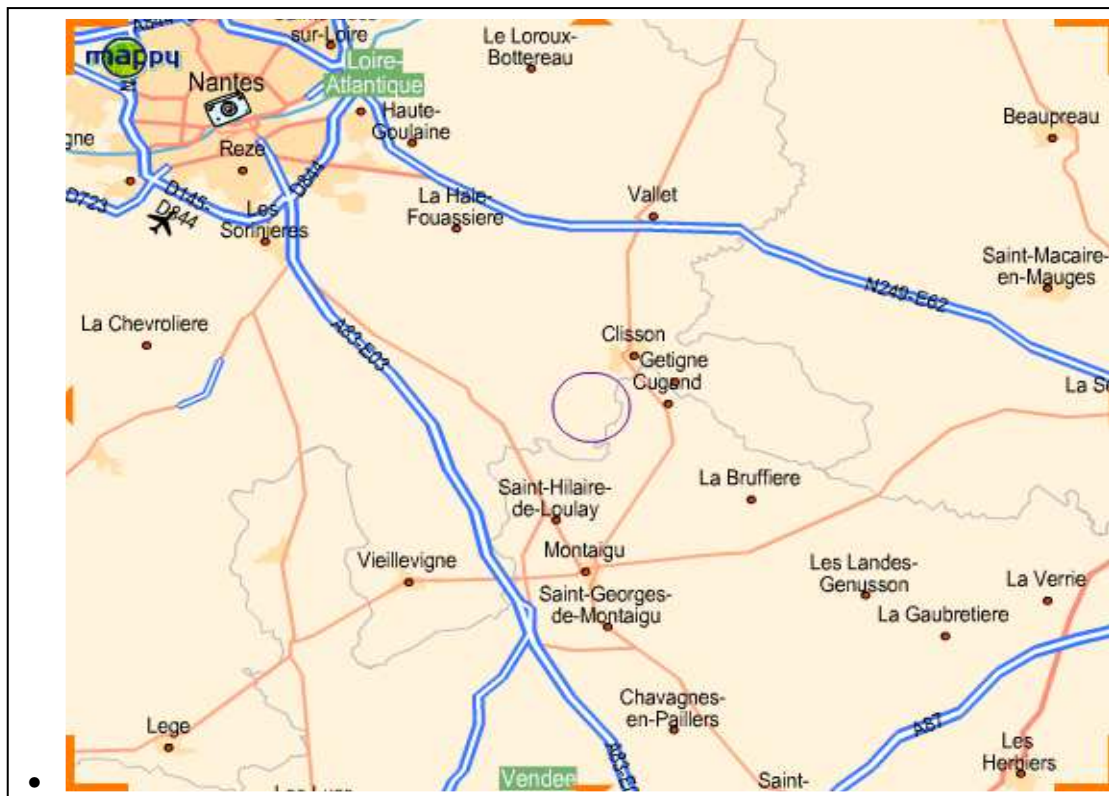 sur-Loire
Le Loroux-
Bottereau
mappy
Loire-
Atlantique
Nantes
Haute-
Goulaine
Beaupreau
gne
Reze
D844
D723
D145
D844
La Haie-
Fouassiere
Vallet
Les
Sorinieres
Saint-Macaire-
en-Mauges
N249-E62
La Chevroliere
A83-E03
Clisson
Getigne
Cugand
La Se
Saint-Hilaire-
de-Loulay
La Bruffiere
Montaigu
Vieillevigne
Les Landes-
Genusson
La Verrie
Saint-Georges-
de-Montaigu
La Gaubretiere
Chavagnes-
en-Paillers
Lege
A87
A83-E
Les
Herbiers
Vendee
Saint-